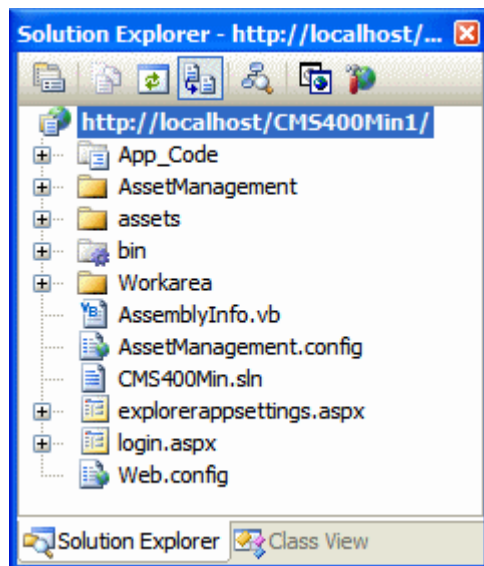 Solution Explorer - http://localhost/...
http://localhost/CMS400Min1/
App_Code
AssetManagement
assets
bin
Workarea
AssemblyInfo.vb
AssetManagement.config
CMS400Min.sln
explorerappsettings.aspx
login.aspx
Web.config
Solution Explorer Class View